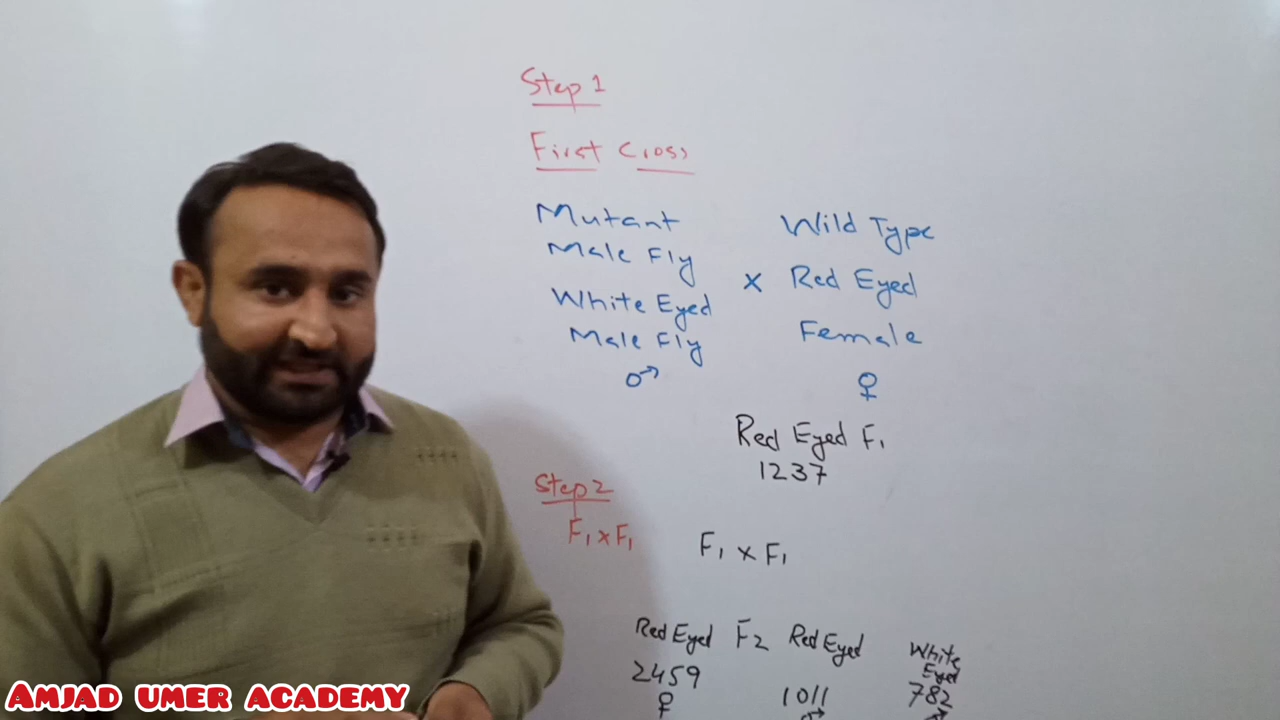 Step 1
First Cross
Mutant
Male Fly
White Eyed
Male Fly
♂
x
Wild Type
Red Eyed
Female
♀
Red Eyed F1
1237
Step 2
F1 x F1
F1 x F1
F2
Red Eyed
2459
♀
Red Eyed
1011
♂
White
Eyed
782
♂
AMJAD UMER ACADEMY